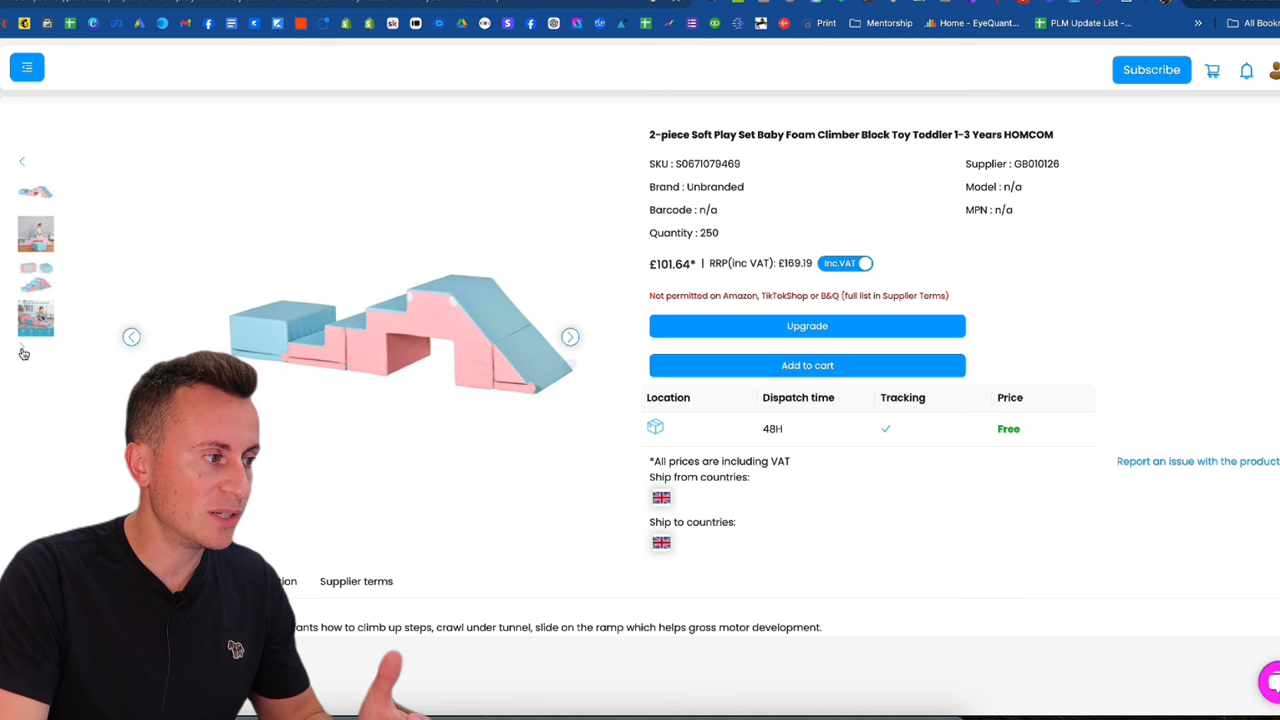 Print
Mentorship
Home - EyeQuant...
PLM Update List -...
»
All Bookm
Subscribe
2-piece Soft Play Set Baby Foam Climber Block Toy Toddler 1-3 Years HOMCOM
SKU : S0671079469
Supplier : GB010126
Brand : Unbranded
Model : n/a
Barcode : n/a
MPN : n/a
Quantity : 250
£101.64* | RRP(inc VAT): £169.19 Inc.VAT
Not permitted on Amazon, TikTokShop or B&Q (full list in Supplier Terms)
Upgrade
Add to cart
Location Dispatch time Tracking Price
48H Free
*All prices are including VAT
Report an issue with the product
Ship from countries:
Ship to countries:
tion Supplier terms
ants how to climb up steps, crawl under tunnel, slide on the ramp which helps gross motor development.